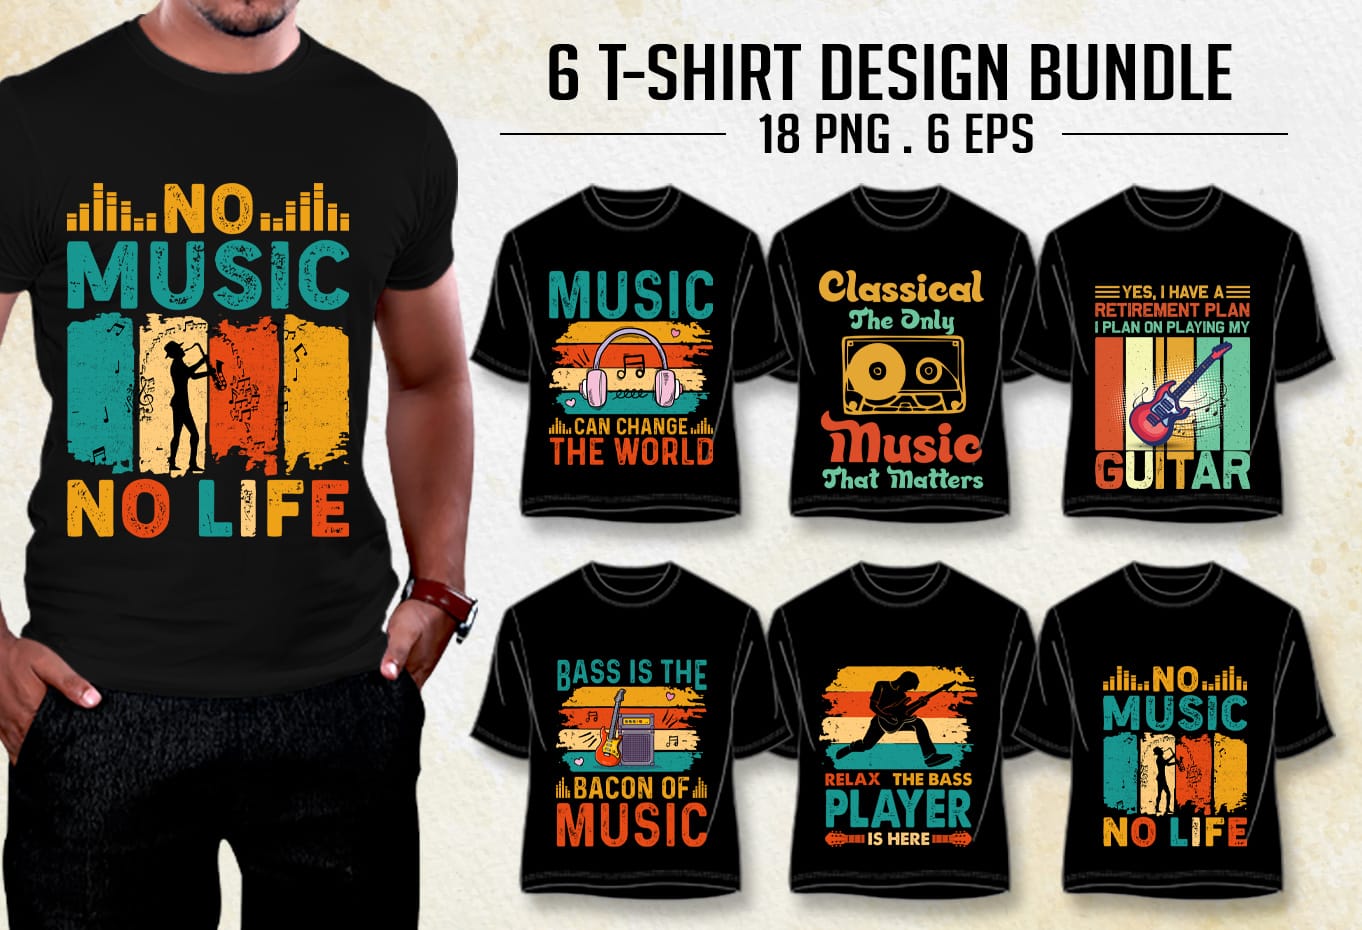 6 T-SHIRT DESIGN BUNDLE
18 PNG . 6 EPS
NO
MUSIC
NO LIFE
MUSIC
CAN CHANGE
THE WORLD
Classical
The Only
Music
That Matters
YES, I HAVE A
RETIREMENT PLAN
I PLAN ON PLAYING MY
GUITAR
BASS IS THE
BACON OF
MUSIC
RELAX THE BASS
PLAYER
IS HERE
NO
MUSIC
NO LIFE